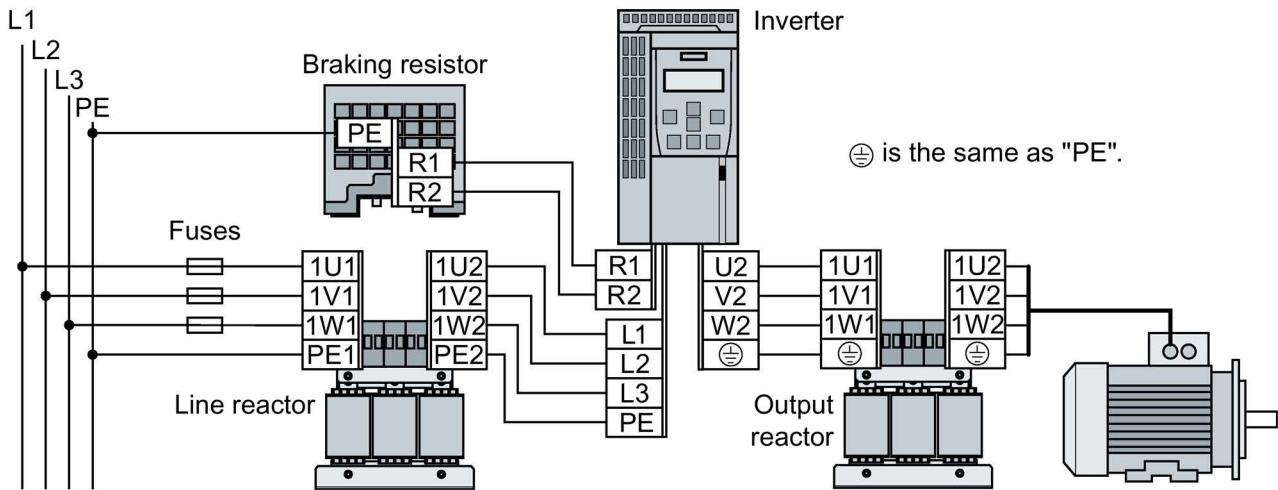 L1
L2
L3
PE
Braking resistor
PE
R1
R2
Inverter
⏚ is the same as "PE".
Fuses
1U1
1V1
1W1
PE1
1U2
1V2
1W2
PE2
Line reactor
R1
R2
L1
L2
L3
PE
U2
V2
W2
⏚
1U1
1V1
1W1
⏚
1U2
1V2
1W2
⏚
Output
reactor